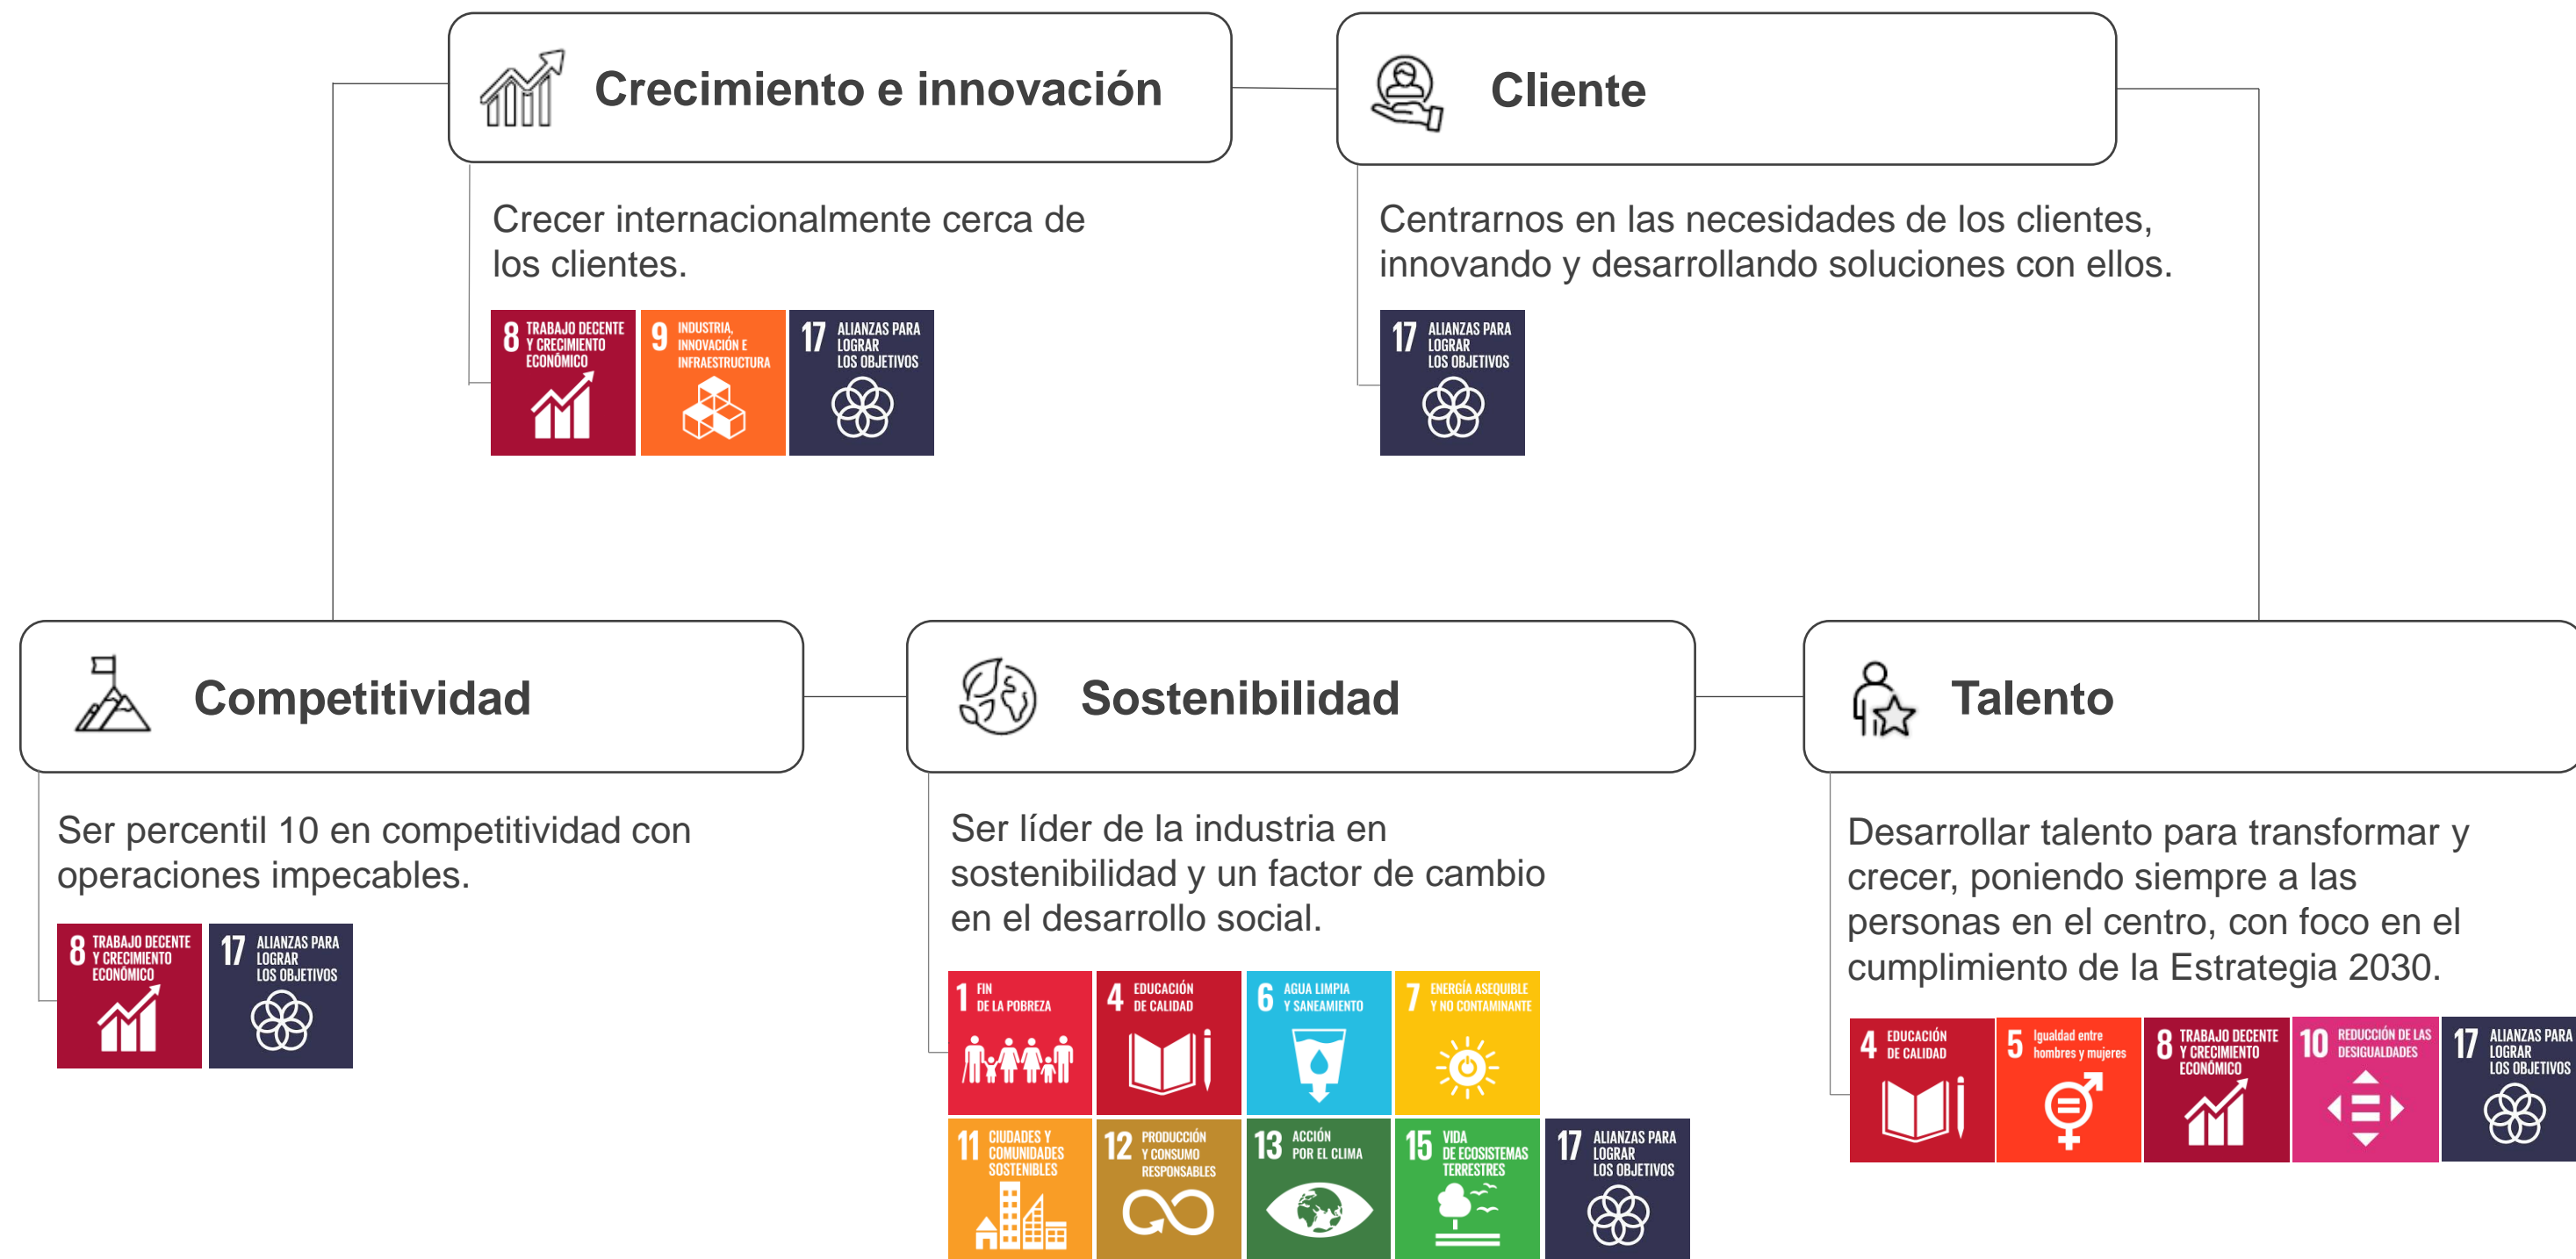 Crecimiento e innovación
Crecer internacionalmente cerca de
los clientes.
8 TRABAJO DECENTE
Y CRECIMIENTO
ECONÓMICO
9 INDUSTRIA,
INNOVACIÓN E
INFRAESTRUCTURA
17 ALIANZAS PARA
LOGRAR
LOS OBJETIVOS
Cliente
Centrarnos en las necesidades de los clientes,
innovando y desarrollando soluciones con ellos.
17 ALIANZAS PARA
LOGRAR
LOS OBJETIVOS
Competitividad
Ser percentil 10 en competitividad con
operaciones impecables.
8 TRABAJO DECENTE
Y CRECIMIENTO
ECONÓMICO
17 ALIANZAS PARA
LOGRAR
LOS OBJETIVOS
Sostenibilidad
Ser líder de la industria en
sostenibilidad y un factor de cambio
en el desarrollo social.
1 FIN
DE LA POBREZA
4 EDUCACIÓN
DE CALIDAD
6 AGUA LIMPIA
Y SANEAMIENTO
7 ENERGÍA ASEQUIBLE
Y NO CONTAMINANTE
11 CIUDADES Y
COMUNIDADES
SOSTENIBLES
12 PRODUCCIÓN
Y CONSUMO
RESPONSABLES
13 ACCIÓN
POR EL CLIMA
15 VIDA
DE ECOSISTEMAS
TERRESTRES
17 ALIANZAS PARA
LOGRAR
LOS OBJETIVOS
Talento
Desarrollar talento para transformar y
crecer, poniendo siempre a las
personas en el centro, con foco en el
cumplimiento de la Estrategia 2030.
4 EDUCACIÓN
DE CALIDAD
5 Igualdad entre
hombres y mujeres
8 TRABAJO DECENTE
Y CRECIMIENTO
ECONÓMICO
10 REDUCCIÓN DE LAS
DESIGUALDADES
17 ALIANZAS PARA
LOGRAR
LOS OBJETIVOS